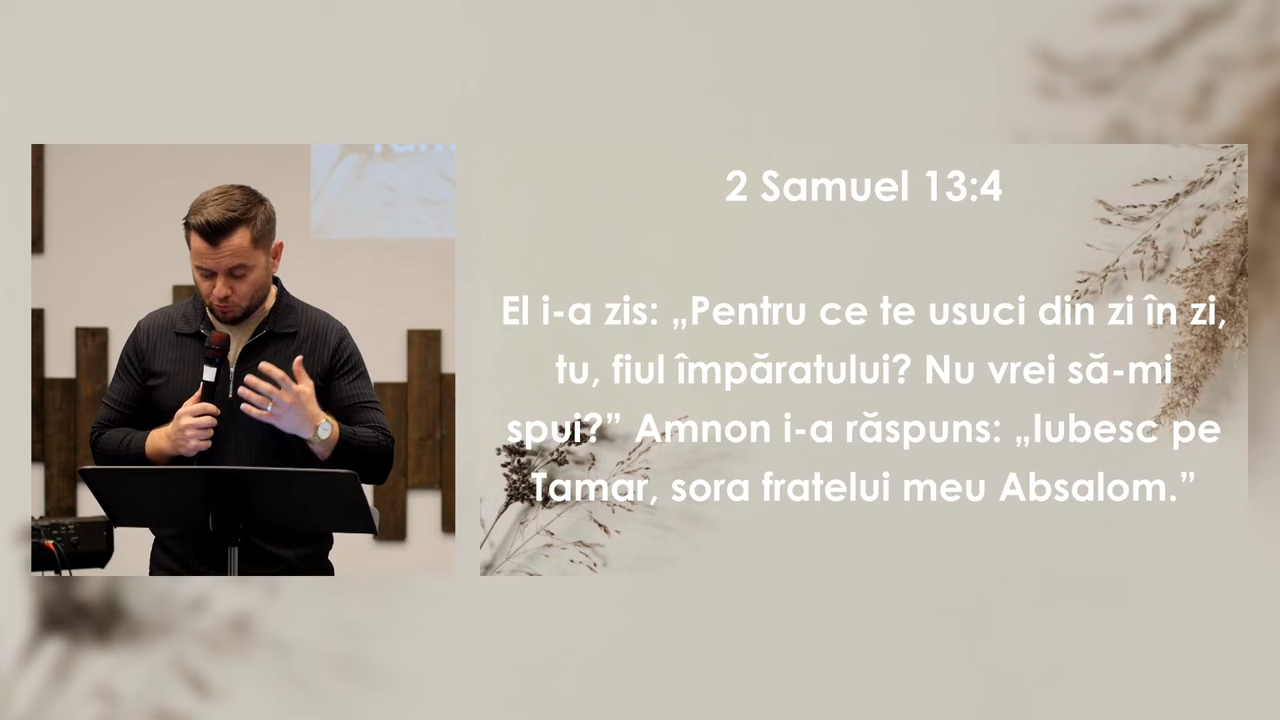 2 Samuel 13:4
El i-a zis: „Pentru ce te usuci din zi în zi,
tu, fiul împăratului? Nu vrei să-mi
spui?” Amnon i-a răspuns: „Iubesc pe
Tamar, sora fratelui meu Absalom.”